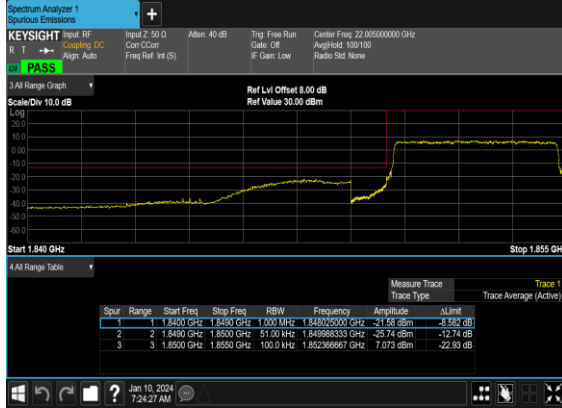 Spectrum Analyzer 1
Spurious Emissions
+
KEYSIGHT Input: RF Input Z: 50 Ω Atten: 40 dB Trig: Free Run Center Freq: 22.005000000 GHz
R T Coupling: DC Corr CCorr Gate: Off Avg|Hold: 100/100
Align: Auto Freq Ref: Int (S) IF Gain: Low Radio Std: None
PASS
3 All Range Graph
Ref Lvl Offset 8.00 dB
Scale/Div 10.0 dB Ref Value 30.00 dBm
Log
20.0
10.0
0.00
-10.0
-20.0
-30.0
-40.0
-50.0
-60.0
Start 1.840 GHz Stop 1.855 GH
4 All Range Table
Measure Trace Trace 1
Trace Type Trace Average (Active)
Spur Range Start Freq Stop Freq RBW Frequency Amplitude ΔLimit
1 1 1.8400 GHz 1.8490 GHz 1.000 MHz 1.848025000 GHz -21.58 dBm -8.582 dB
2 2 1.8490 GHz 1.8500 GHz 51.00 kHz 1.849988333 GHz -25.74 dBm -12.74 dB
3 3 1.8500 GHz 1.8550 GHz 100.0 kHz 1.852366667 GHz 7.073 dBm -22.93 dB
? Jan 10, 2024
7:24:27 AM